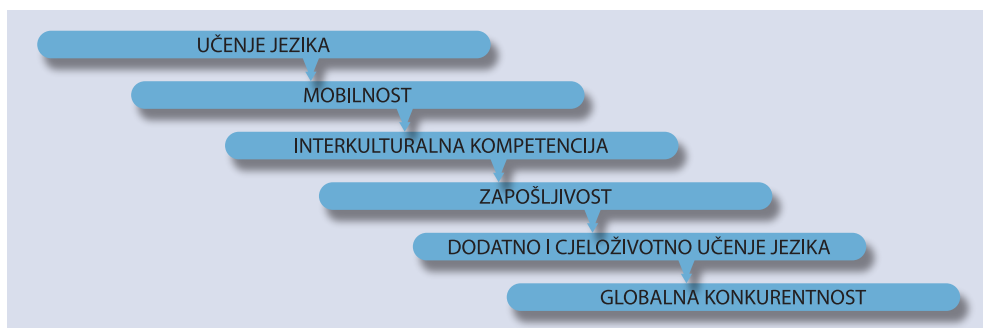 UČENJE JEZIKA
MOBILNOST
INTERKULTURALNA KOMPETENCIJA
ZAPOŠLJIVOST
DODATNO I CJELOŽIVOTNO UČENJE JEZIKA
GLOBALNA KONKURENTNOST